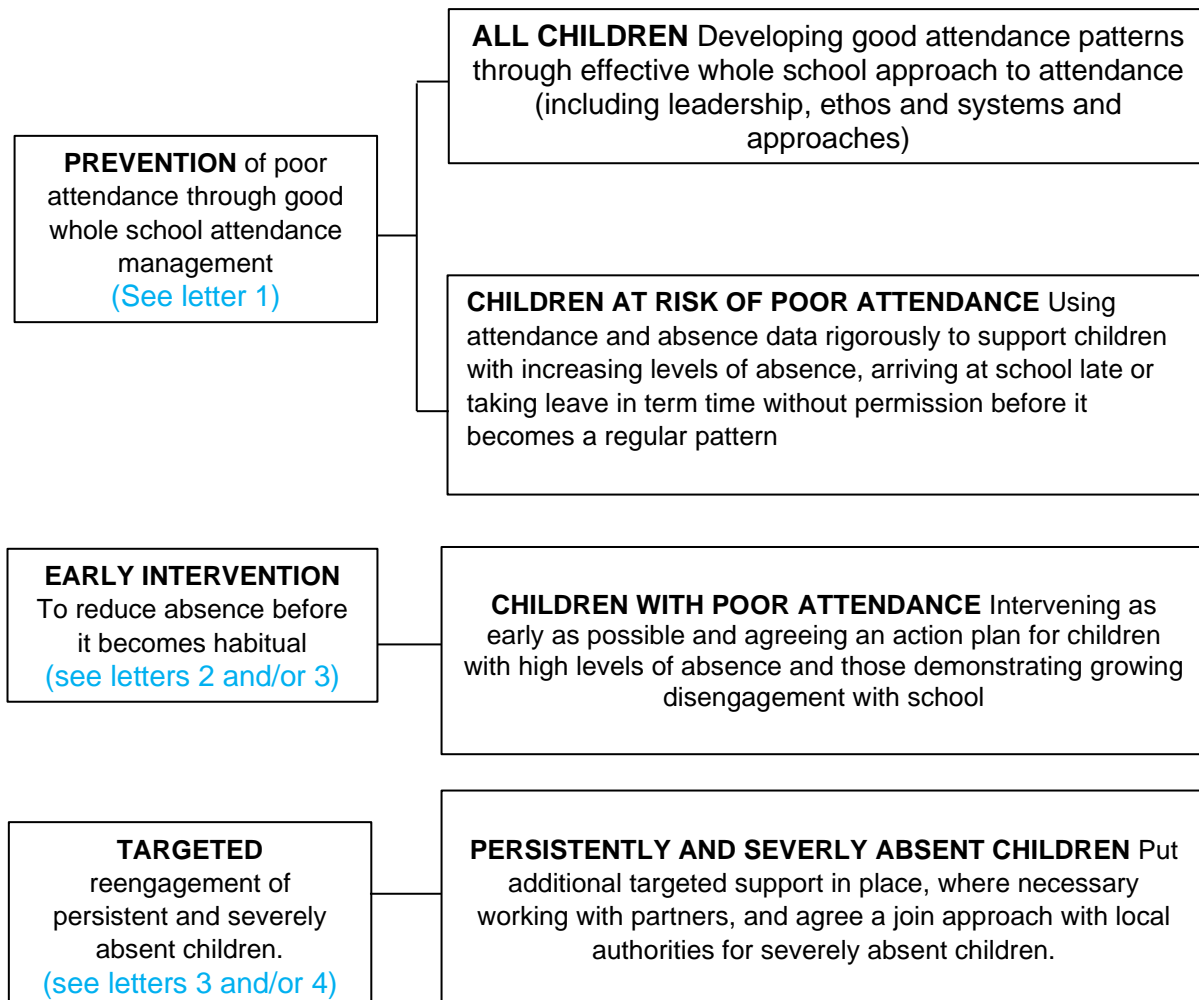 ALL CHILDREN Developing good attendance patterns
through effective whole school approach to attendance
(including leadership, ethos and systems and
approaches)
PREVENTION of poor
attendance through good
whole school attendance
management
(See letter 1)
CHILDREN AT RISK OF POOR ATTENDANCE Using
attendance and absence data rigorously to support children
with increasing levels of absence, arriving at school late or
taking leave in term time without permission before it
becomes a regular pattern
EARLY INTERVENTION
To reduce absence before
it becomes habitual
(see letters 2 and/or 3)
CHILDREN WITH POOR ATTENDANCE Intervening as
early as possible and agreeing an action plan for children
with high levels of absence and those demonstrating growing
disengagement with school
TARGETED
reengagement of
persistent and severely
absent children.
(see letters 3 and/or 4)
PERSISTENTLY AND SEVERLY ABSENT CHILDREN Put
additional targeted support in place, where necessary
working with partners, and agree a join approach with local
authorities for severely absent children.